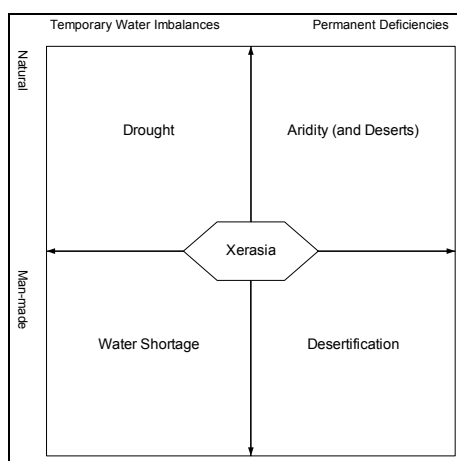 Temporary Water Imbalances
Permanent Deficiencies
Natural
Drought
Aridity (and Deserts)
Xerasia
Man-made
Water Shortage
Desertification